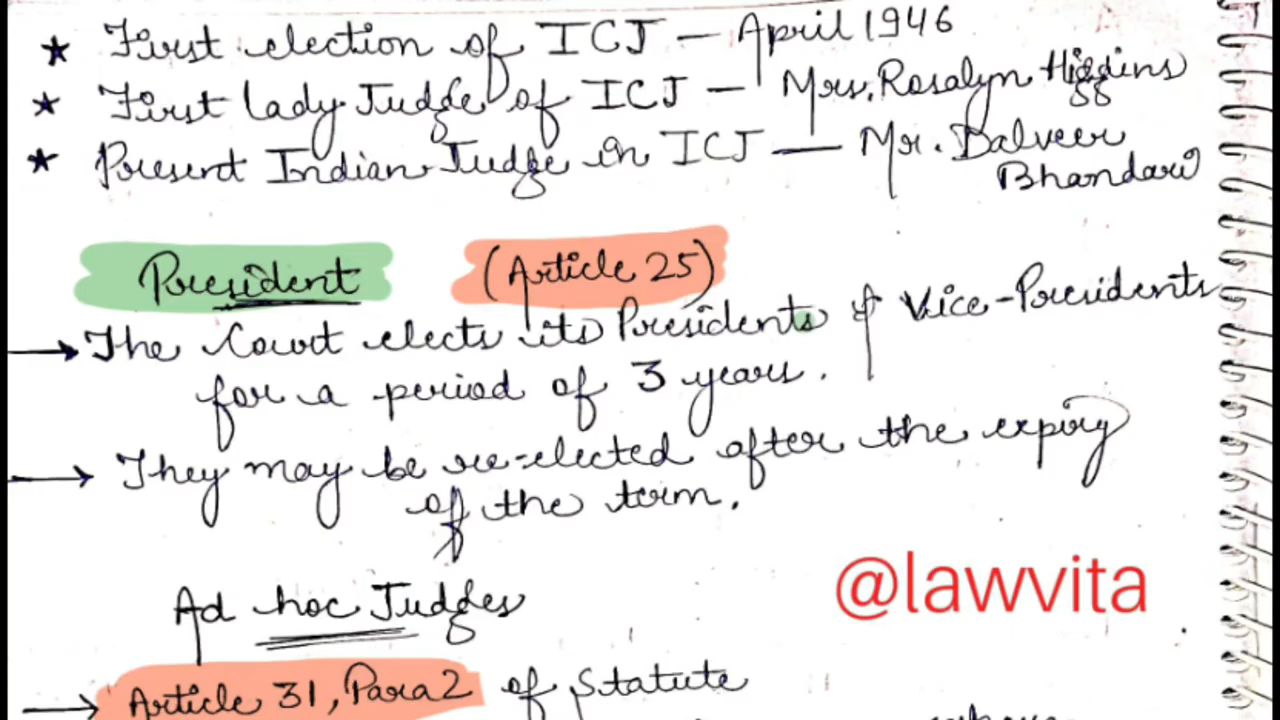 ★ First election of ICJ — April 1946
★ First lady Judge of ICJ — Mrs. Rosalyn Higgins
★ Present Indian Judge in ICJ — Mr. Dalveer
Bhandari
President (Article 25)
→ The Court elects its Presidents & Vice-Presidents
for a period of 3 years.
→ They may be re-elected after the expiry
of the term.
@lawvita
Ad hoc Judges
→ Article 31, Para 2 of Statute